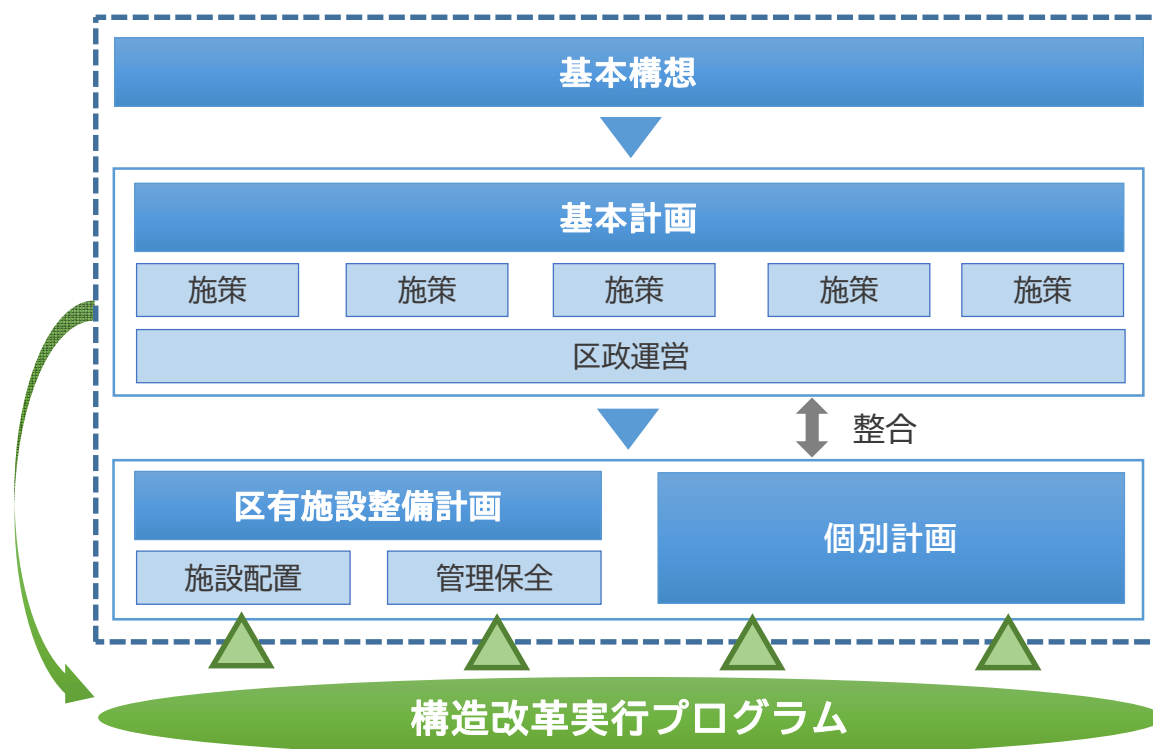 基本構想
基本計画
施策
施策
施策
施策
施策
区政運営
整合
区有施設整備計画
個別計画
施設配置
管理保全
構造改革実行プログラム